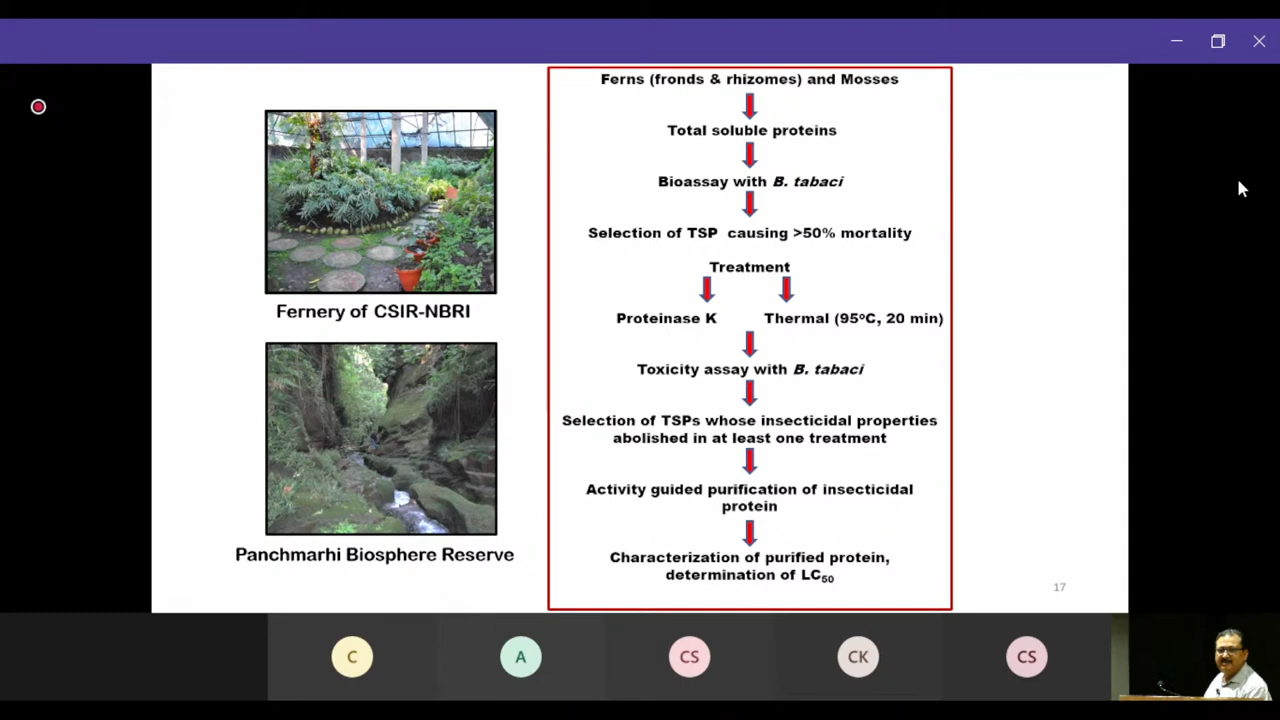 Ferns (fronds & rhizomes) and Mosses
Total soluble proteins
Bioassay with B. tabaci
Selection of TSP causing >50% mortality
Treatment
Proteinase K
Thermal (95°C, 20 min)
Toxicity assay with B. tabaci
Selection of TSPs whose insecticidal properties
abolished in at least one treatment
Activity guided purification of insecticidal
protein
Characterization of purified protein,
determination of LC50
Fernery of CSIR-NBRI
Panchmarhi Biosphere Reserve
17
C
A
CS
CK
CS